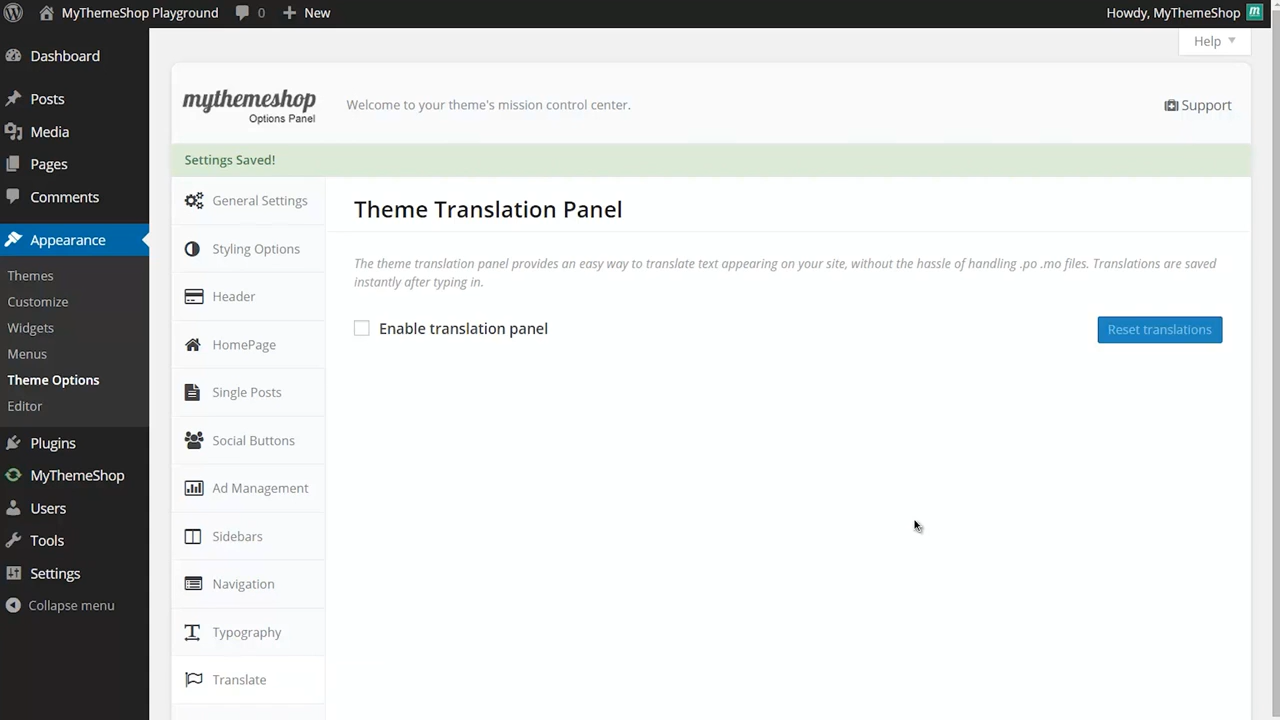 MyThemeShop Playground
0
New
Howdy, MyThemeShop
m
Help
Dashboard
Posts
Media
Pages
Comments
Appearance
Themes
Customize
Widgets
Menus
Theme Options
Editor
Plugins
MyThemeShop
Users
Tools
Settings
Collapse menu
mythemeshop
Options Panel
Welcome to your theme's mission control center.
Support
Settings Saved!
General Settings
Styling Options
Header
HomePage
Single Posts
Social Buttons
Ad Management
Sidebars
Navigation
Typography
Translate
Theme Translation Panel
The theme translation panel provides an easy way to translate text appearing on your site, without the hassle of handling .po .mo files. Translations are saved
instantly after typing in.
Enable translation panel
Reset translations